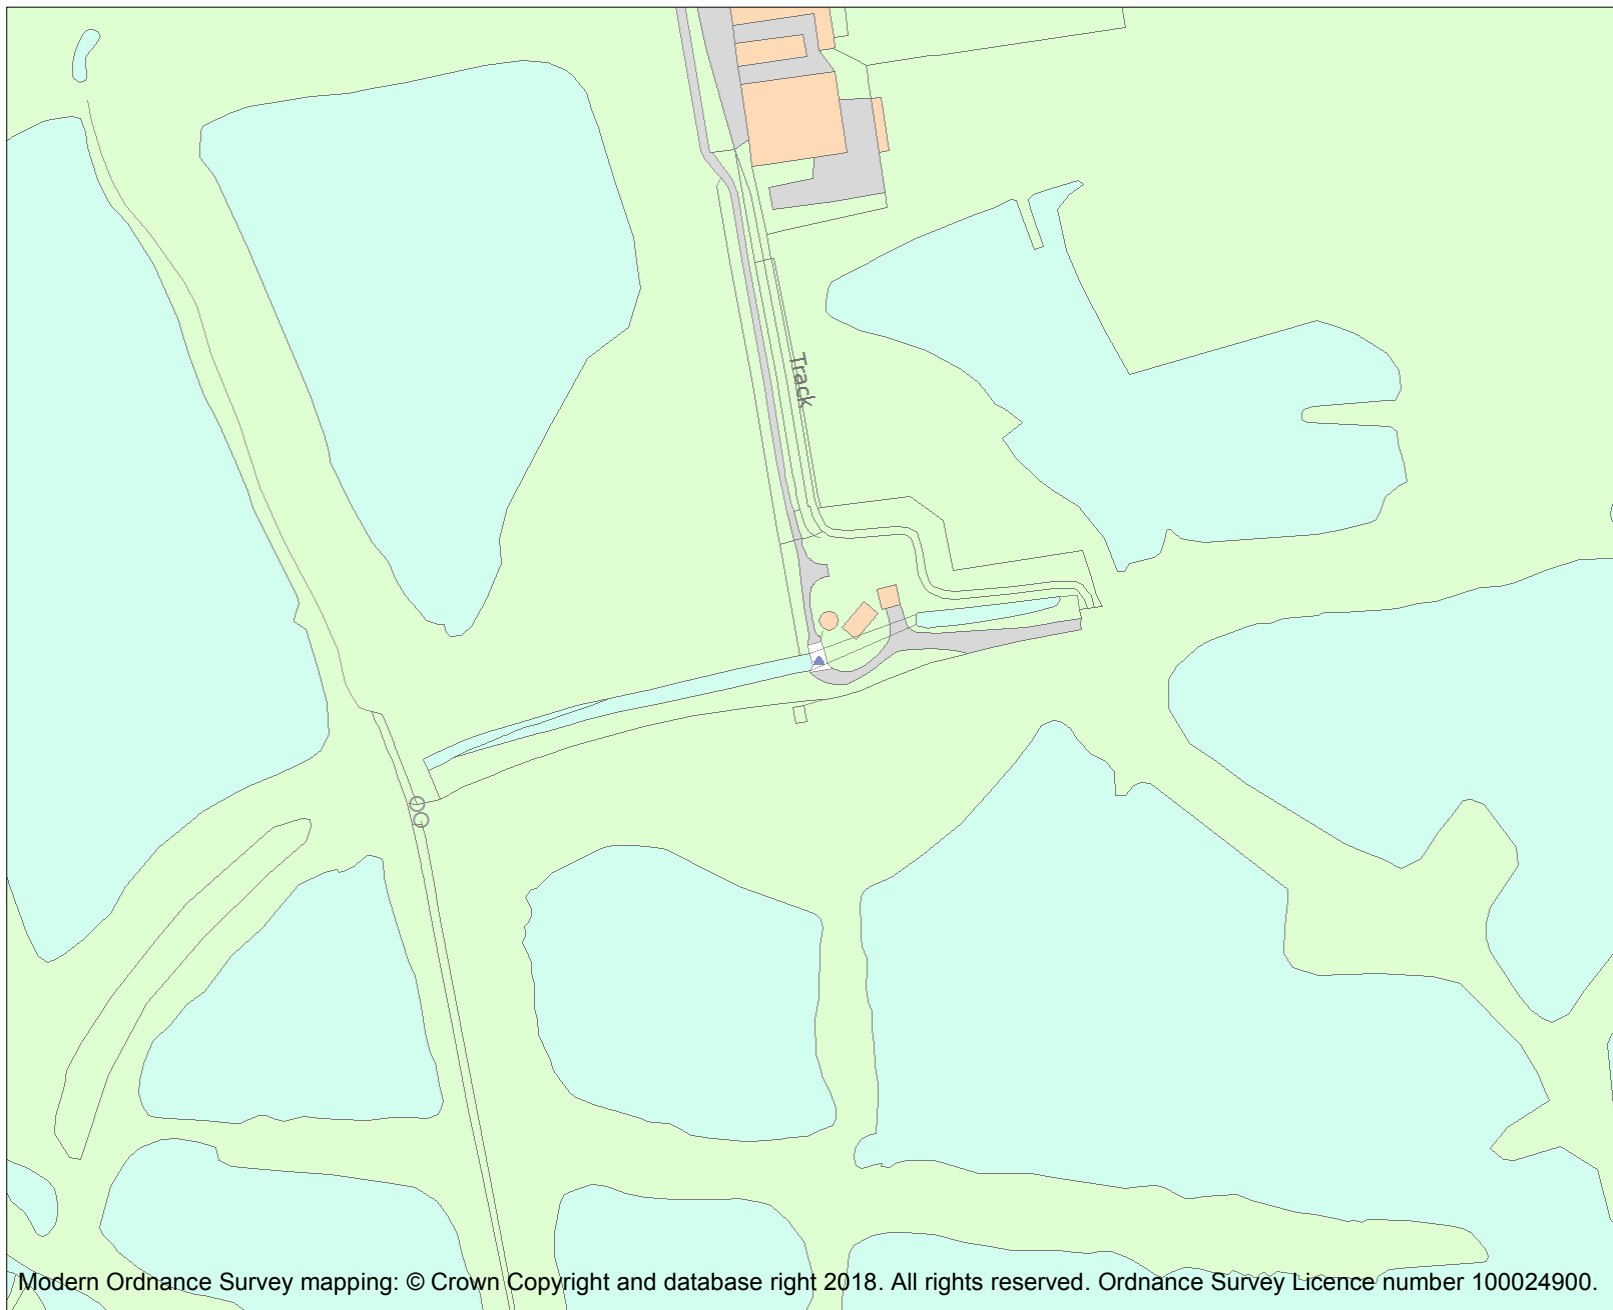 Track
Modern Ordnance Survey mapping: © Crown Copyright and database right 2018. All rights reserved. Ordnance Survey Licence number 100024900.